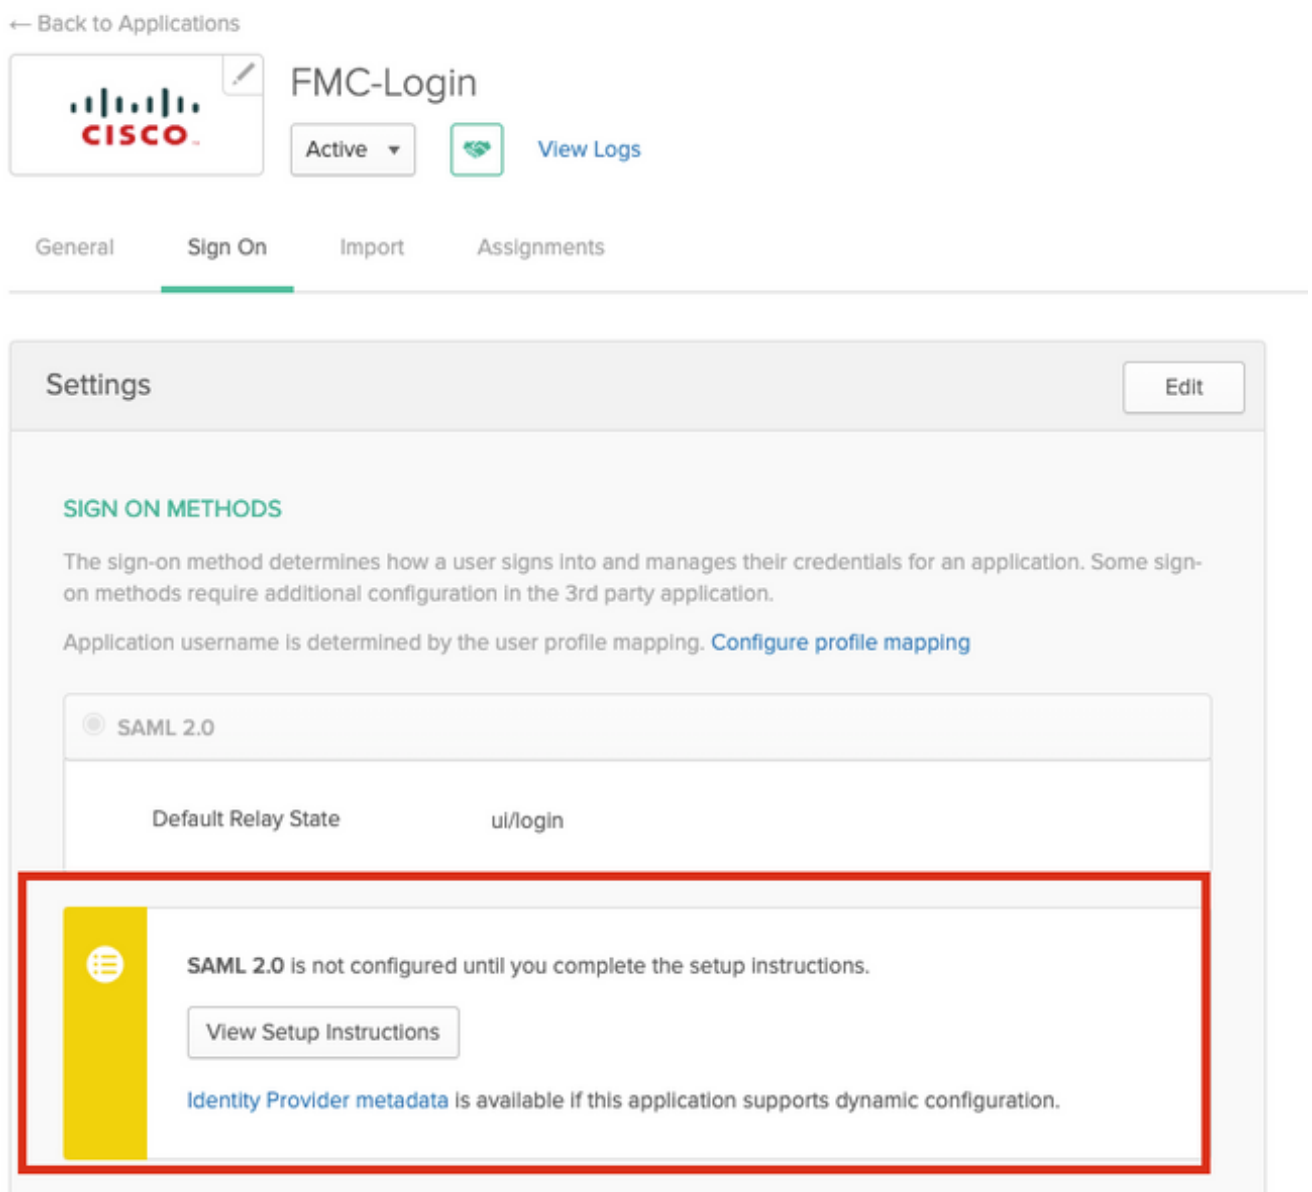 ← Back to Applications
CISCO
FMC-Login
Active
View Logs
General
Sign On
Import
Assignments
Settings
Edit
SIGN ON METHODS
The sign-on method determines how a user signs into and manages their credentials for an application. Some sign-
on methods require additional configuration in the 3rd party application.
Application username is determined by the user profile mapping. Configure profile mapping
SAML 2.0
Default Relay State
ui/login
SAML 2.0 is not configured until you complete the setup instructions.
View Setup Instructions
Identity Provider metadata is available if this application supports dynamic configuration.